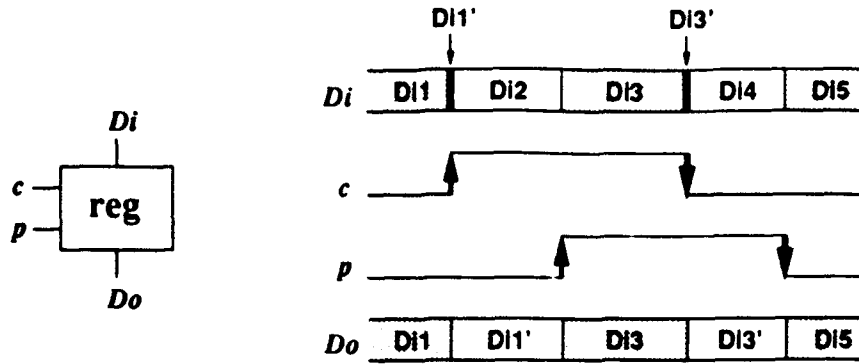 Di
c
p
reg
Do
Di1' Di3'
Di Di1 Di2 Di3 Di4 Di5
c
p
Do Di1 Di1' Di3 Di3' Di5